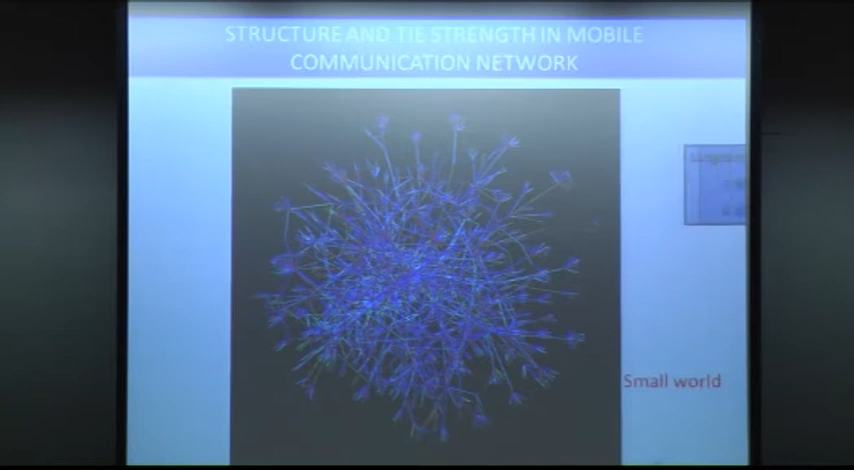 STRUCTURE AND TIE STRENGTH IN MOBILE
COMMUNICATION NETWORK
Small world